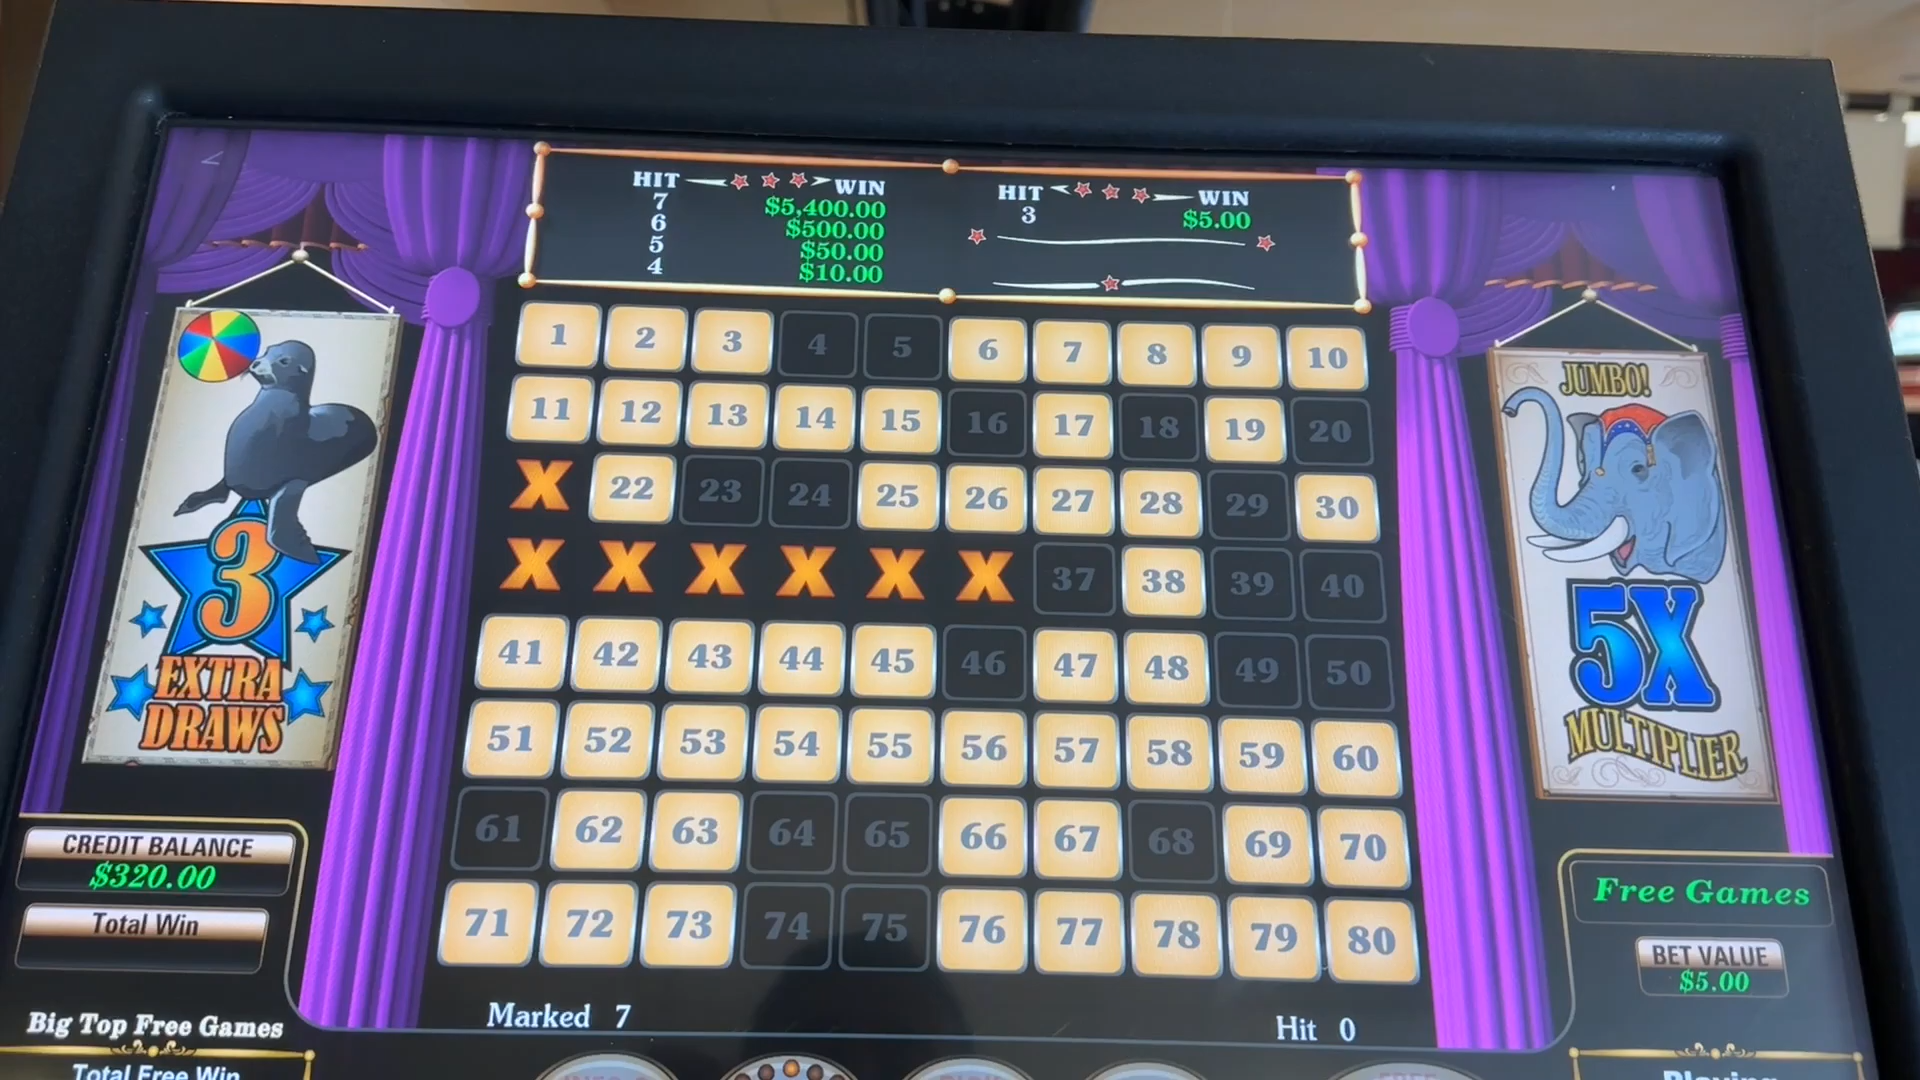 HIT WIN
7 $5,400.00
6 $500.00
5 $50.00
4 $10.00
HIT WIN
3 $5.00
1 2 3 4 5 6 7 8 9 10
11 12 13 14 15 16 17 18 19 20
X 22 23 24 25 26 27 28 29 30
X X X X X X 37 38 39 40
41 42 43 44 45 46 47 48 49 50
51 52 53 54 55 56 57 58 59 60
61 62 63 64 65 66 67 68 69 70
71 72 73 74 75 76 77 78 79 80
Marked 7
Hit 0
3
EXTRA
DRAWS
JUMBO!
5X
MULTIPLIER
CREDIT BALANCE
$320.00
Total Win
Big Top Free Games
Total Free Win
Free Games
BET VALUE
$5.00
Playing